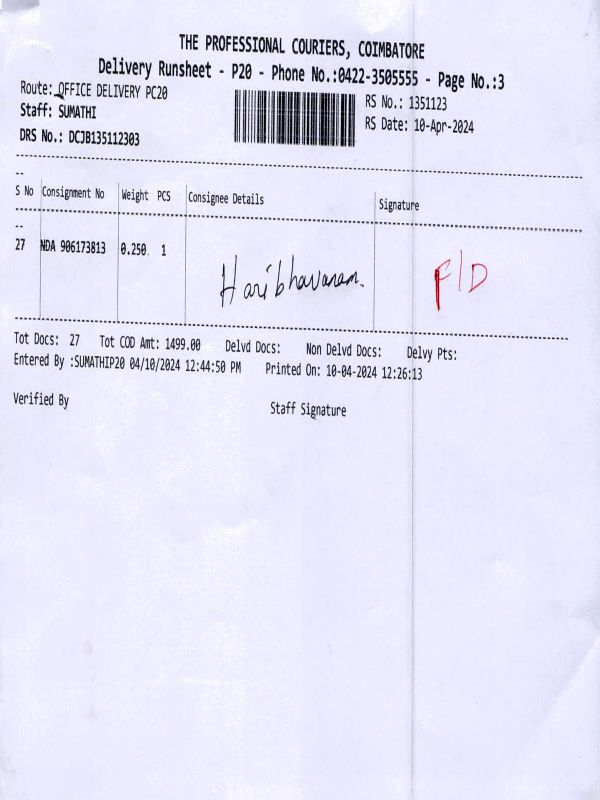 THE PROFESSIONAL COURIERS, COIMBATORE
Delivery Runsheet - P20 - Phone No.:0422-3505555 - Page No.:3
Route: OFFICE DELIVERY PC20
RS No.: 1351123
Staff: SUMATHI
RS Date: 10-Apr-2024
DRS No.: DCJB135112303
S No Consignment No Weight PCS Consignee Details Signature
27 NDA 906173813 0.250 1 Haribhavanam. F/D
Tot Docs: 27 Tot COD Amt: 1499.00 Delvd Docs: Non Delvd Docs: Delvy Pts:
Entered By :SUMATHIP20 04/10/2024 12:44:50 PM Printed On: 10-04-2024 12:26:13
Verified By Staff Signature